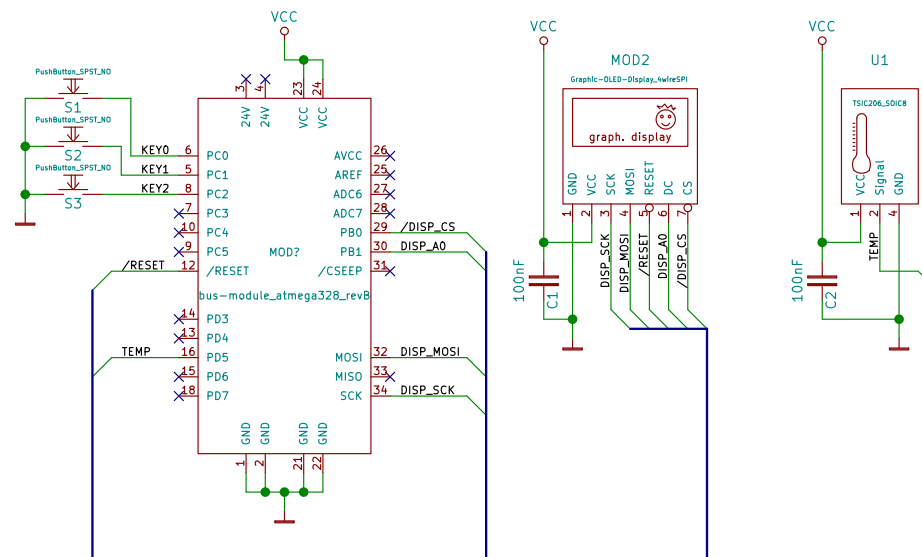 VCC
PushButton_SPST_NO
S1
PushButton_SPST_NO
S2
PushButton_SPST_NO
S3
KEY0
KEY1
KEY2
/RESET
TEMP
3
4
23
24
24V
24V
VCC
VCC
6 PC0
5 PC1
8 PC2
7 PC3
10 PC4
9 PC5
12 /RESET
14 PD3
13 PD4
16 PD5
15 PD6
18 PD7
MOD?
bus-module_atmega328_revB
AVCC 26
AREF 25
ADC6 27
ADC7 28
PB0 29 /DISP_CS
PB1 30 DISP_A0
/CSEEP 31
MOSI 32 DISP_MOSI
MISO 33
SCK 34 DISP_SCK
GND
GND
GND
GND
1
2
21
22
VCC
MOD2
Graphic-OLED-Display_4wireSPI
graph. display
GND
VCC
SCK
MOSI
RESET
DC
CS
1
2
3
4
5
6
7
DISP_SCK
DISP_MOSI
/RESET
DISP_A0
/DISP_CS
100nF
C1
VCC
U1
TSIC206_SOIC8
VCC
Signal
GND
1
2
4
TEMP
100nF
C2